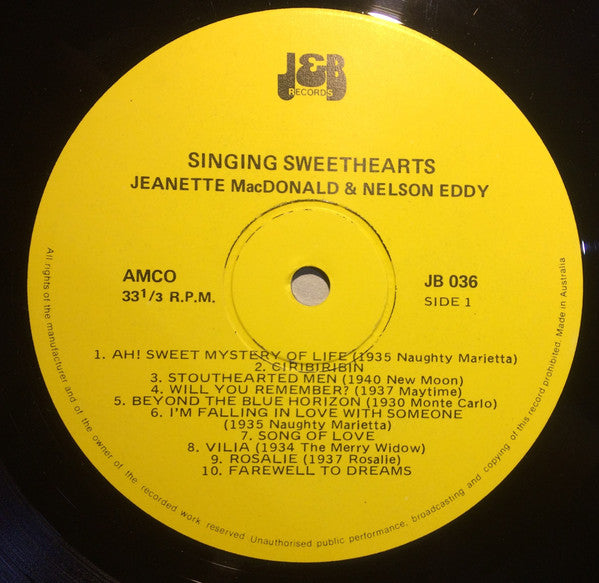 J&B
RECORDS
SINGING SWEETHEARTS
JEANETTE MacDONALD & NELSON EDDY
AMCO
33 1/3 R.P.M.
JB 036
SIDE 1
1. AH! SWEET MYSTERY OF LIFE (1935 Naughty Marietta)
2. CIRIBIRIBIN
3. STOUTHEARTED MEN (1940 New Moon)
4. WILL YOU REMEMBER? (1937 Maytime)
5. BEYOND THE BLUE HORIZON (1930 Monte Carlo)
6. I'M FALLING IN LOVE WITH SOMEONE
(1935 Naughty Marietta)
7. SONG OF LOVE
8. VILIA (1934 The Merry Widow)
9. ROSALIE (1937 Rosalie)
10. FAREWELL TO DREAMS
All rights of the manufacturer and of the owner of the recorded work reserved Unauthorised public performance, broadcasting and copying of this record prohibited. Made in Australia